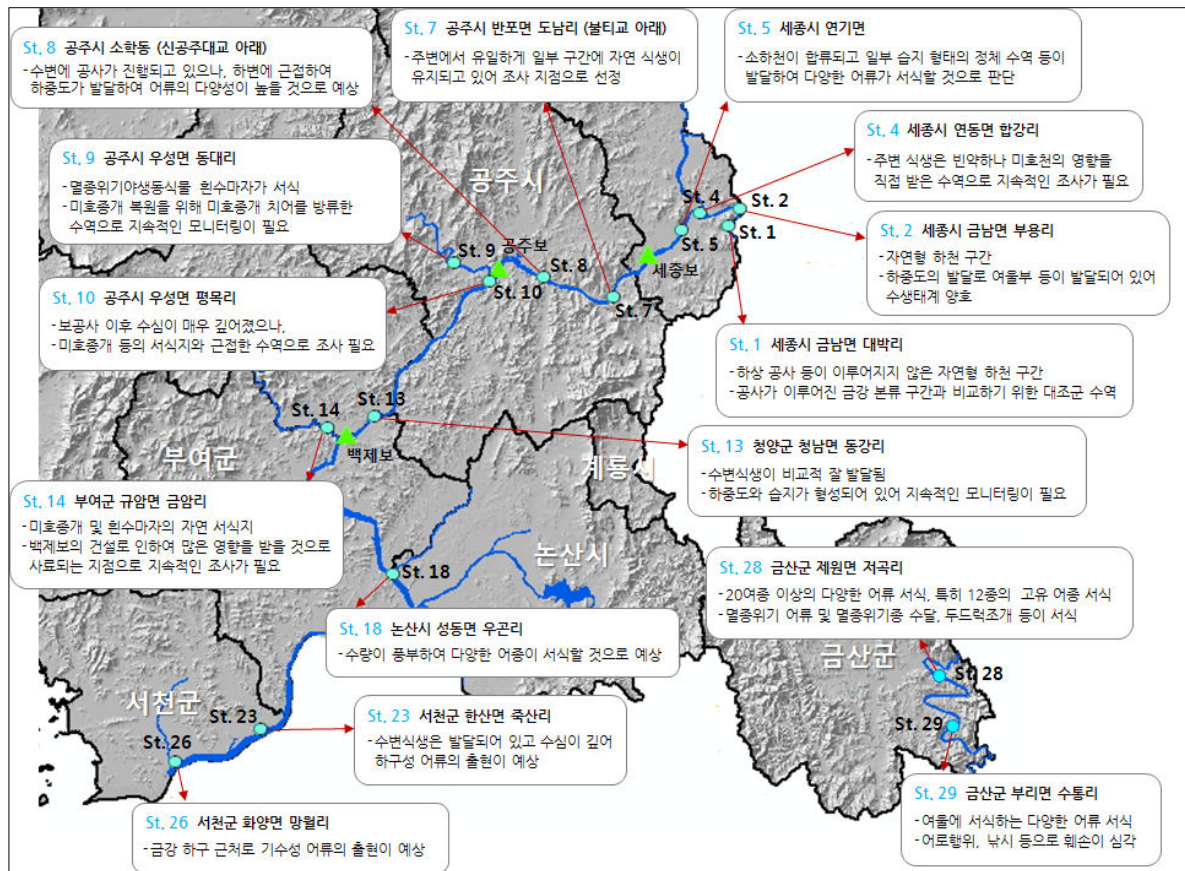 St. 8 공주시 소학동 (신공주대교 아래)
-수변에 공사가 진행되고 있으나, 하변에 근접하여
하중도가 발달하여 어류의 다양성이 높을 것으로 예상
St. 7 공주시 반포면 도남리 (불티교 아래)
-주변에서 유일하게 일부 구간에 자연 식생이
유지되고 있어 조사 지점으로 선정
St. 5 세종시 연기면
-소하천이 합류되고 일부 습지 형태의 정체 수역 등이
발달하여 다양한 어류가 서식할 것으로 판단
St. 4 세종시 연동면 합강리
-주변 식생은 빈약하나 미호천의 영향을
직접 받은 수역으로 지속적인 조사가 필요
St. 9 공주시 우성면 동대리
-멸종위기야생동식물 흰수마자가 서식
-미호종개 복원을 위해 미호종개 치어를 방류한
수역으로 지속적인 모니터링이 필요
공주시
St. 4
St. 2
St. 5
St. 1
St. 2 세종시 금남면 부용리
-자연형 하천 구간
-하중도의 발달로 여울부 등이 발달되어 있어
수생태계 양호
St. 9
공주보
St. 8
세종보
St. 10
St. 7
St. 10 공주시 우성면 평목리
-보공사 이후 수심이 매우 깊어졌으나,
-미호종개 등의 서식지와 근접한 수역으로 조사 필요
St. 1 세종시 금남면 대박리
-하상 공사 등이 이루어지지 않은 자연형 하천 구간
-공사가 이루어진 금강 본류 구간과 비교하기 위한 대조군 수역
St. 13
St. 14
백제보
부여군
계룡시
St. 13 청양군 청남면 동강리
-수변식생이 비교적 잘 발달됨
-하중도와 습지가 형성되어 있어 지속적인 모니터링이 필요
St. 14 부여군 규암면 금암리
-미호종개 및 흰수마자의 자연 서식지
-백제보의 건설로 인하여 많은 영향을 받을 것으로
사료되는 지점으로 지속적인 조사가 필요
논산시
St. 18
St. 28 금산군 제원면 저곡리
-20여종 이상의 다양한 어류 서식, 특히 12종의 고유 어종 서식
-멸종위기 어류 및 멸종위기종 수달, 두드럭조개 등이 서식
St. 18 논산시 성동면 우곤리
-수량이 풍부하여 다양한 어종이 서식할 것으로 예상
금산군
St. 28
서천군
St. 23
St. 26
St. 29
St. 23 서천군 한산면 죽산리
-수변식생은 발달되어 있고 수심이 깊어
하구성 어류의 출현이 예상
St. 29 금산군 부리면 수통리
-여울에 서식하는 다양한 어류 서식
-어로행위, 낚시 등으로 훼손이 심각
St. 26 서천군 화양면 망월리
-금강 하구 근처로 기수성 어류의 출현이 예상